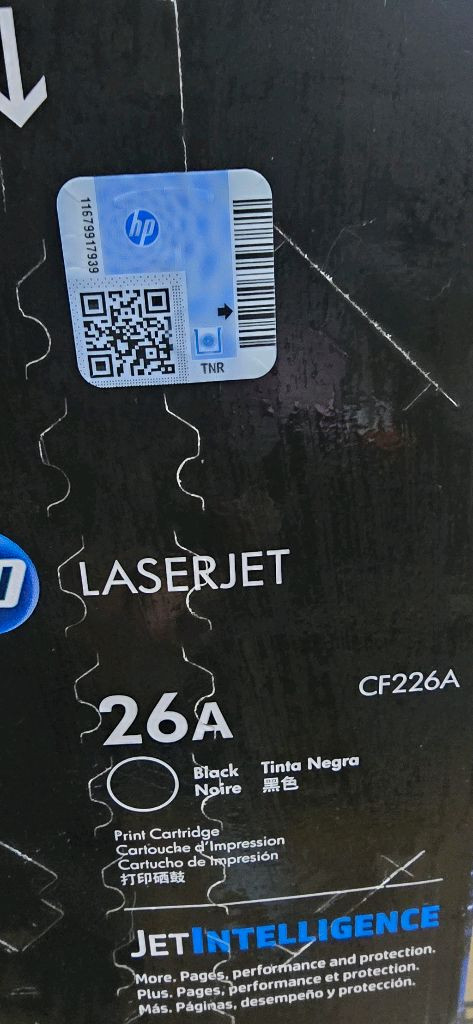 11679917939
hp
TNR
LASERJET
CF226A
26A
Black Tinta Negra
Noire 黑色
Print Cartridge
Cartouche d'Impression
Cartucho de Impresión
打印硒鼓
JETINTELLIGENCE
More. Pages, performance and protection.
Plus. Pages, performance et protection.
Más. Páginas, desempeño y protección.